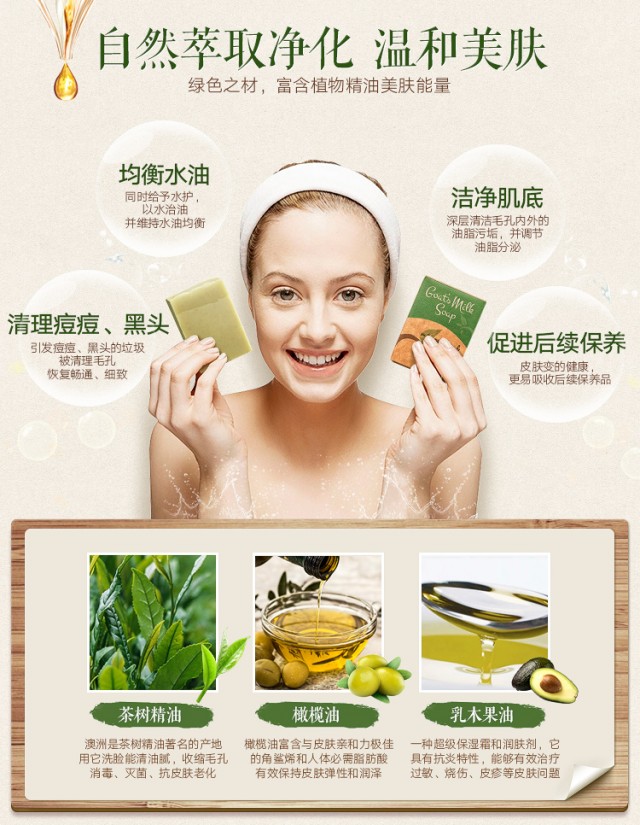 自然萃取净化 温和美肤
绿色之材，富含植物精油美肤能量
均衡水油
同时给予水护，
以水治油
并维持水油均衡
洁净肌底
深层清洁毛孔内外的
油脂污垢，并调节
油脂分泌
清理痘痘、黑头
引发痘痘、黑头的垃圾
被清理毛孔
恢复畅通、细致
Goat's Milk
Soap
促进后续保养
皮肤变的健康，
更易吸收后续保养品
茶树精油
澳洲是茶树精油著名的产地
用它洗脸能清油腻，收缩毛孔
消毒、灭菌、抗皮肤老化
橄榄油
橄榄油富含与皮肤亲和力极佳
的角鲨烯和人体必需脂肪酸
有效保持皮肤弹性和润泽
乳木果油
一种超级保湿霜和润肤剂，它
具有抗炎特性，能够有效治疗
过敏、烧伤、皮疹等皮肤问题